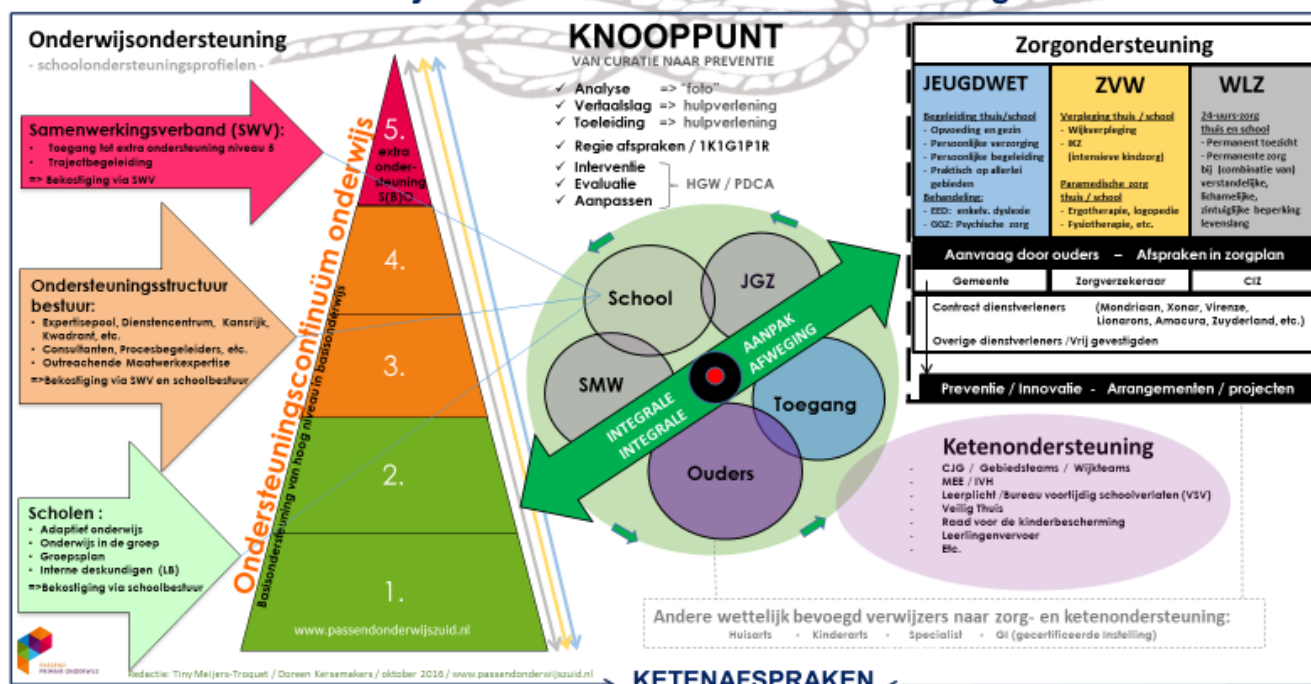 Onderwijsondersteuning
- schoolondersteuningsprofielen -
Samenwerkingsverband (SWV):
• Toegang tot extra ondersteuning niveau 5
• Trajectbegeleiding
=> Bekostiging via SWV
Ondersteuningsstructuur
bestuur:
• Expertisepool, Dienstencentrum, Kansrijk,
Kwadrant, etc.
• Consultanten, Procesbegeleiders, etc.
• Outreachende Maatwerkexpertise
=>Bekostiging via SWV en schoolbestuur
Scholen :
• Adaptief onderwijs
• Onderwijs in de groep
• Groepsplan
• Interne deskundigen (LB)
=>Bekostiging via schoolbestuur
PASSEND
PRIMAIR ONDERWIJS
Ondersteuningscontinuüm onderwijs
Basisondersteuning van hoog niveau in basisonderwijs
5.
extra
onder-
steuning
S(B)O
4.
3.
2.
1.
www.passendonderwijszuid.nl
Redactie: Tiny Meijers-Troquet / Doreen Kersemakers / oktober 2016 / www.passendonderwijszuid.nl
KNOOPPUNT
VAN CURATIE NAAR PREVENTIE
✓ Analyse => "foto"
✓ Vertaalslag => hulpverlening
✓ Toeleiding => hulpverlening
✓ Regie afspraken / 1K1G1P1R
✓ Interventie
✓ Evaluatie – HGW / PDCA
✓ Aanpassen
School
JGZ
SMW
Toegang
Ouders
AANPAK
AFWEGING
INTEGRALE
INTEGRALE
Zorgondersteuning
JEUGDWET
Begeleiding thuis/school
- Opvoeding en gezin
- Persoonlijke verzorging
- Persoonlijke begeleiding
- Praktisch op allerlei
gebieden
Behandeling:
- EED: enkelv. dyslexie
- GGZ: Psychische zorg
ZVW
Verpleging thuis / school
- Wijkverpleging
- IKZ
(intensieve kindzorg)
Paramedische zorg
thuis / school
- Ergotherapie, logopedie
- Fysiotherapie, etc.
WLZ
24-uurs-zorg
thuis en school
- Permanent toezicht
- Permanente zorg
bij (combinatie van)
verstandelijke,
lichamelijke,
zintuiglijke beperking
levenslang
Aanvraag door ouders – Afspraken in zorgplan
Gemeente
Zorgverzekeraar
CIZ
Contract dienstverleners (Mondriaan, Xonar, Virenze,
Lionarons, Amacura, Zuyderland, etc.)
Overige dienstverleners /Vrij gevestigden
Preventie / Innovatie - Arrangementen / projecten
Ketenondersteuning
- CJG / Gebiedsteams / Wijkteams
- MEE / IVH
- Leerplicht /Bureau voortijdig schoolverlaten (VSV)
- Veilig Thuis
- Raad voor de kinderbescherming
- Leerlingenvervoer
- Etc.
Andere wettelijk bevoegd verwijzers naar zorg- en ketenondersteuning:
Huisarts - Kinderarts - Specialist - GI (gecertificeerde Instelling)
KETENAFSPRAKEN